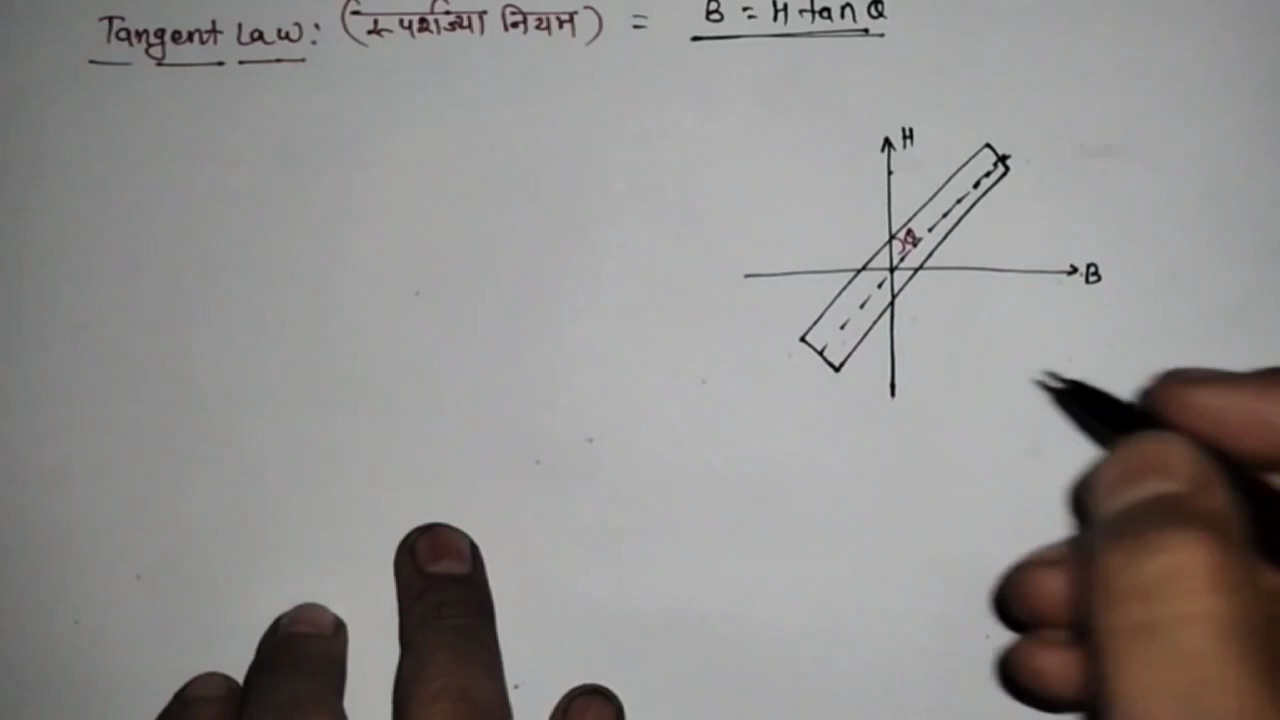 Tangent Law: (स्पर्शज्या नियम) = B = H tan θ
H
θ
B